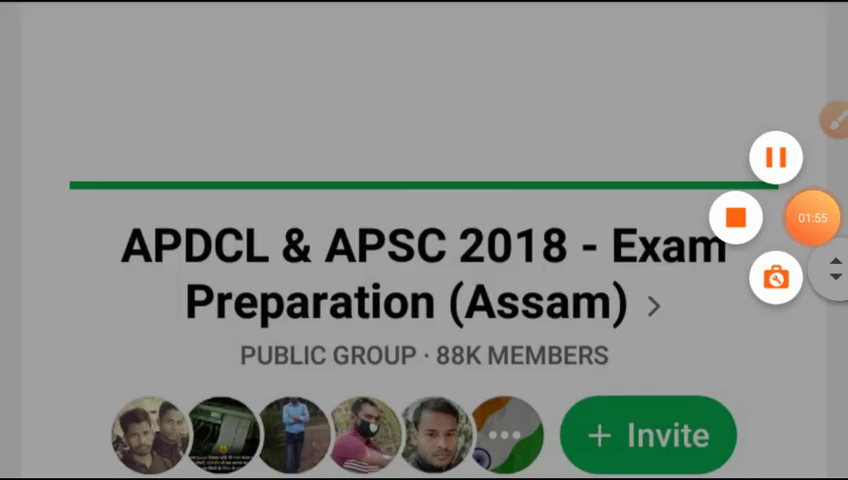 APDCL & APSC 2018 - Exam
Preparation (Assam)
PUBLIC GROUP · 88K MEMBERS
+ Invite
01:55